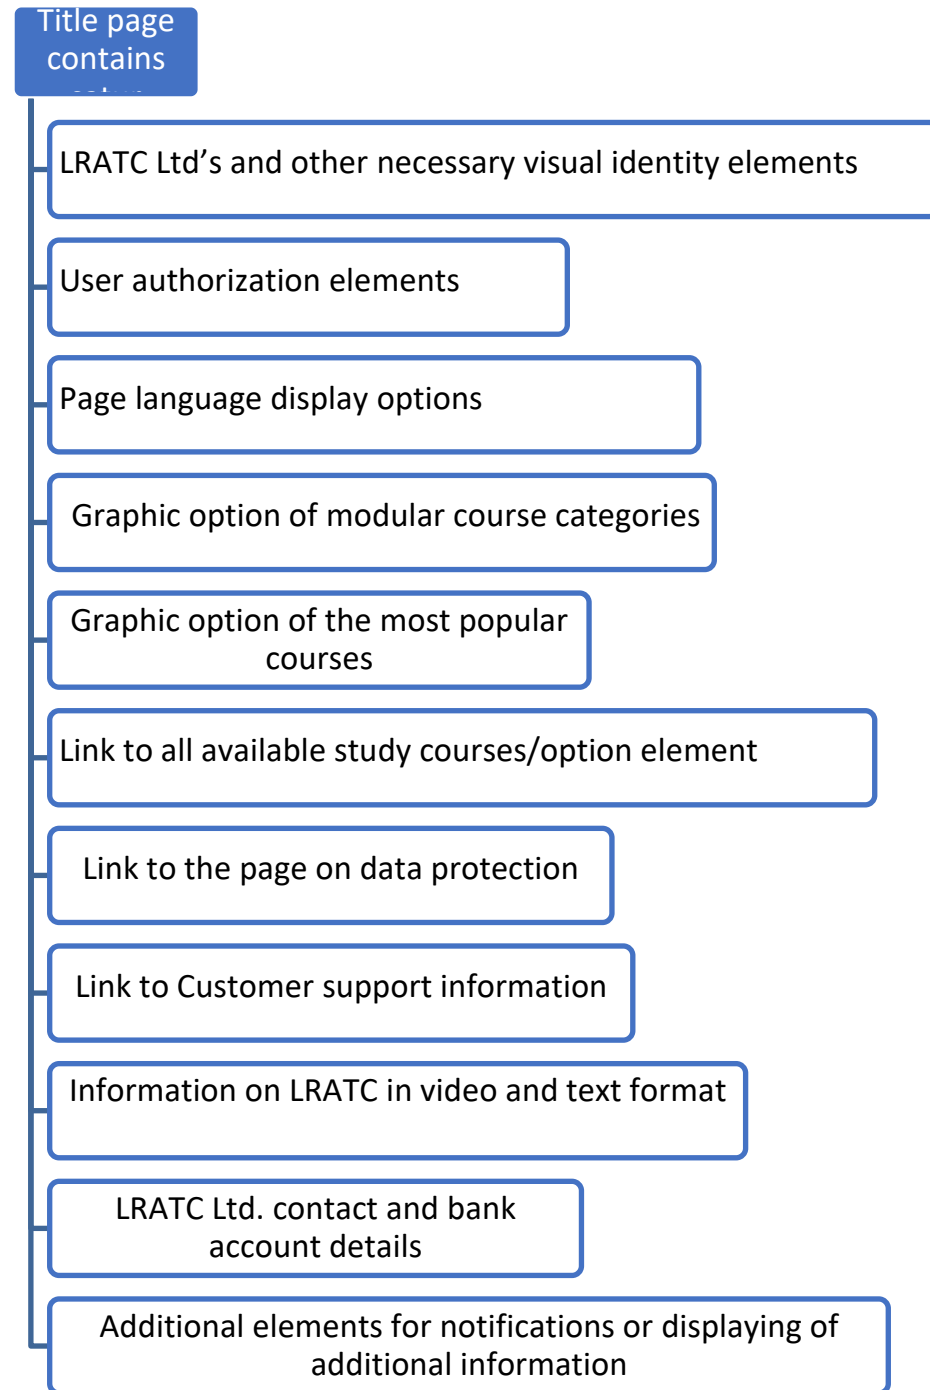 Title page
contains
LRATC Ltd’s and other necessary visual identity elements
User authorization elements
Page language display options
Graphic option of modular course categories
Graphic option of the most popular
courses
Link to all available study courses/option element
Link to the page on data protection
Link to Customer support information
Information on LRATC in video and text format
LRATC Ltd. contact and bank
account details
Additional elements for notifications or displaying of
additional information